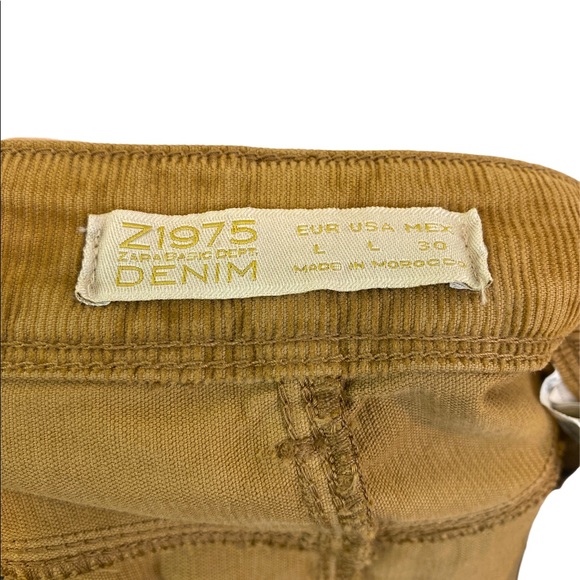 Z1975
ZARA BASIC DEPT
DENIM
EUR USA MEX
L L 30
MADE IN MOROCCO